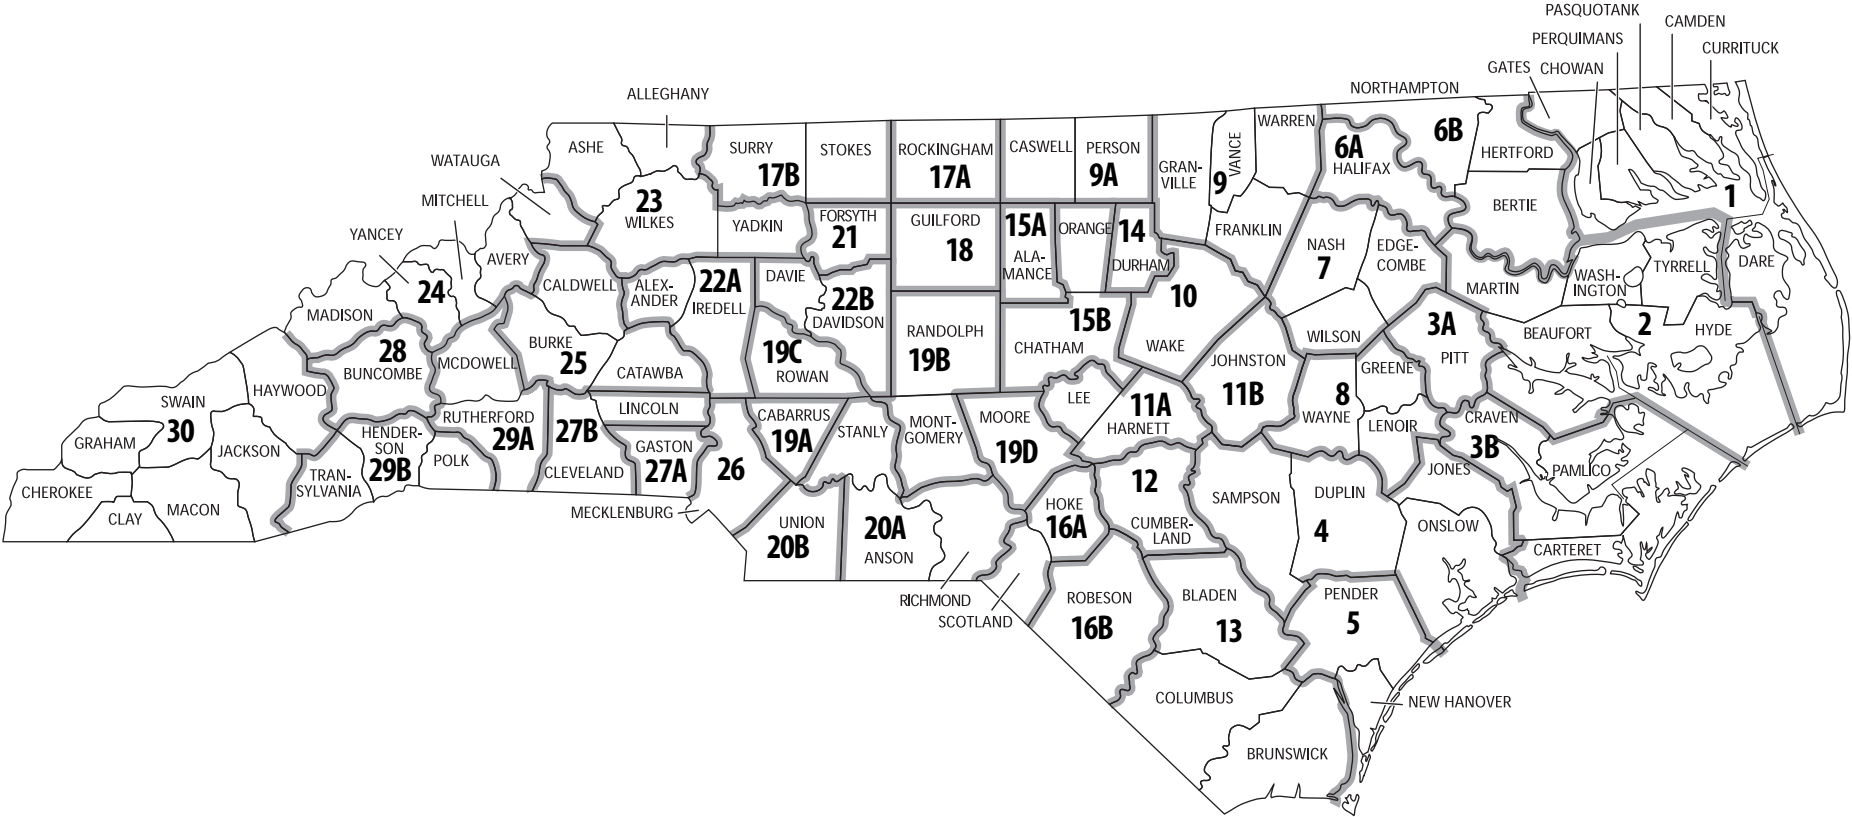 PASQUOTANK
CAMDEN
PERQUIMANS
CURRITUCK
GATES
CHOWAN
NORTHAMPTON
ALLEGHANY
WARREN
6B
ASHE
SURRY
STOKES
ROCKINGHAM
CASWELL
PERSON
VANCE
6A
HERTFORD
WATAUGA
17B
17A
9A
GRAN-
VILLE
9
HALIFAX
MITCHELL
23
WILKES
1
BERTIE
YADKIN
FORSYTH
21
GUILFORD
18
15A
ORANGE
14
FRANKLIN
YANCEY
NASH
7
EDGE-
COMBE
AVERY
ALA-
MANCE
DURHAM
TYRRELL
DARE
CALDWELL
ALEX-
ANDER
22A
IREDELL
DAVIE
22B
DAVIDSON
WASH-
INGTON
MARTIN
24
10
MADISON
15B
3A
BEAUFORT
2
HYDE
28
BUNCOMBE
MCDOWELL
BURKE
25
19C
ROWAN
RANDOLPH
19B
CHATHAM
WAKE
JOHNSTON
11B
WILSON
PITT
HAYWOOD
CATAWBA
GREENE
SWAIN
30
RUTHERFORD
29A
27B
LINCOLN
CABARRUS
19A
STANLY
MONT-
GOMERY
MOORE
19D
LEE
11A
HARNETT
8
WAYNE
LENOIR
CRAVEN
3B
GRAHAM
JACKSON
HENDER-
SON
29B
POLK
CLEVELAND
GASTON
27A
26
JONES
PAMLICO
CHEROKEE
TRAN-
SYLVANIA
12
SAMPSON
DUPLIN
4
CLAY
MACON
MECKLENBURG
UNION
20B
20A
ANSON
HOKE
16A
CUMBER-
LAND
ONSLOW
CARTERET
RICHMOND
SCOTLAND
ROBESON
16B
BLADEN
13
PENDER
5
COLUMBUS
NEW HANOVER
BRUNSWICK